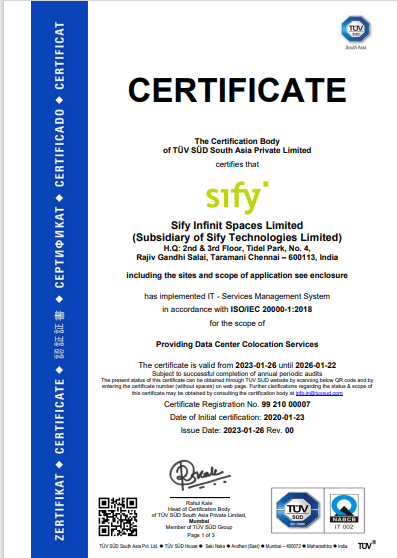 ZERTIFIKAT ◆ CERTIFICATE ◆ 認証証書 ◆ СЕРТИФИКАТ ◆ CERTIFICADO ◆ CERTIFICAT
TÜV
SÜD
South Asia
CERTIFICATE
The Certification Body
of TÜV SÜD South Asia Private Limited
certifies that
sify
Sify Infinit Spaces Limited
(Subsidiary of Sify Technologies Limited)
H.Q: 2nd & 3rd Floor, Tidel Park, No. 4,
Rajiv Gandhi Salai, Taramani Chennai – 600113, India
including the sites and scope of application see enclosure
has implemented IT - Services Management System
in accordance with ISO/IEC 20000-1:2018
for the scope of
Providing Data Center Colocation Services
The certificate is valid from 2023-01-26 until 2026-01-22
Subject to successful completion of annual periodic audits
The present status of this certificate can be obtained through TUV SUD website by scanning below QR code and by
entering the certificate number (without spaces) on web page. Further clarifications regarding the status & scope of
this certificate may be obtained by consulting the certification body at info.in@tuvsud.com
Certificate Registration No. 99 210 00007
Date of Initial certification: 2020-01-23
Issue Date: 2023-01-26 Rev. 00
Rahul Kale
Head of Certification Body
of TÜV SÜD South Asia Private Limited,
Mumbai
Member of TÜV SÜD Group
Page 1 of 3
TÜV
SÜD
ISO 20000
NABCB
IT 002
TÜV SÜD South Asia Pvt. Ltd. ◆ TÜV SÜD House ◆ Saki Naka ◆ Andheri (East) ◆ Mumbai – 400072 ◆ Maharashtra ◆ India TÜV®